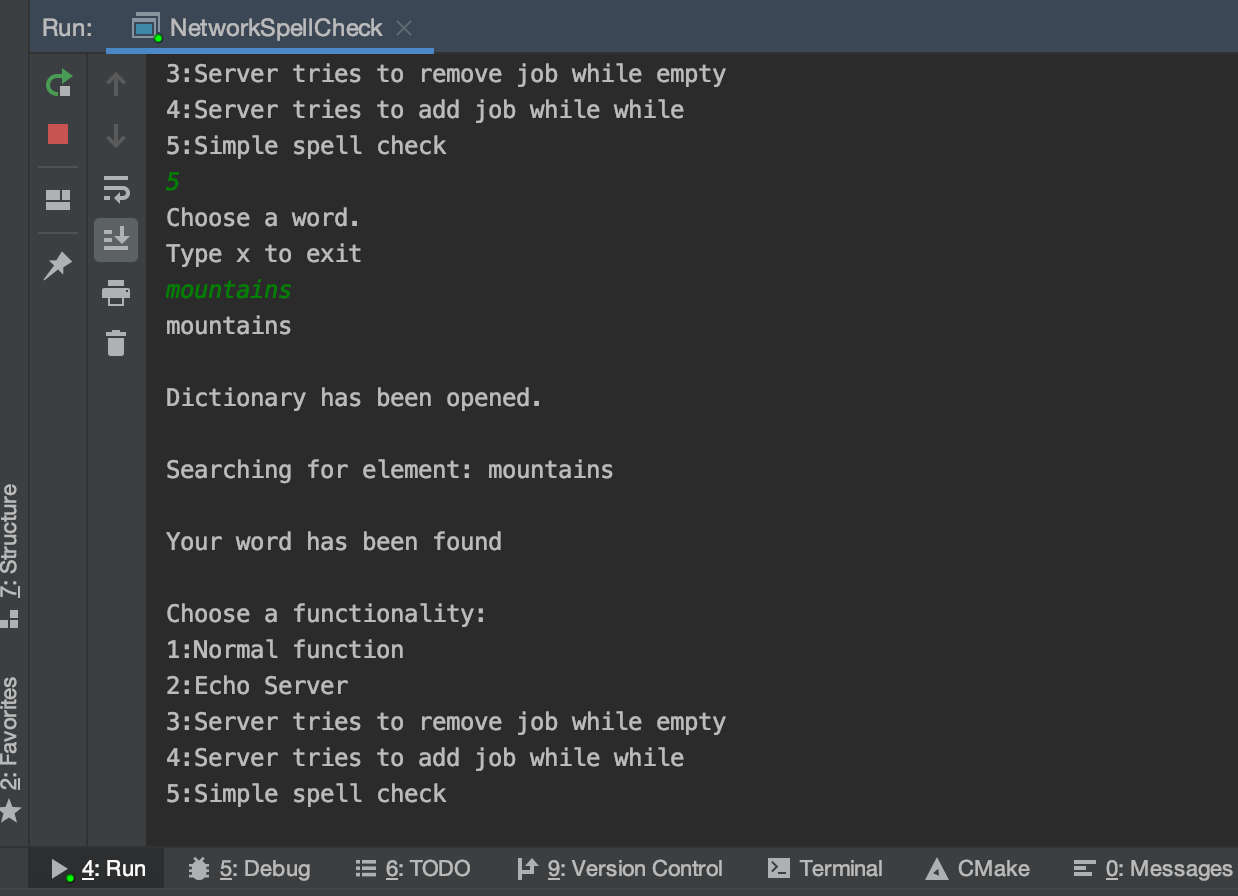 Run: NetworkSpellCheck
3:Server tries to remove job while empty
4:Server tries to add job while while
5:Simple spell check
5
Choose a word.
Type x to exit
mountains
mountains
Dictionary has been opened.
Searching for element: mountains
Your word has been found
Choose a functionality:
1:Normal function
2:Echo Server
3:Server tries to remove job while empty
4:Server tries to add job while while
5:Simple spell check
7: Structure
2: Favorites
4: Run 5: Debug 6: TODO 9: Version Control Terminal CMake 0: Messages